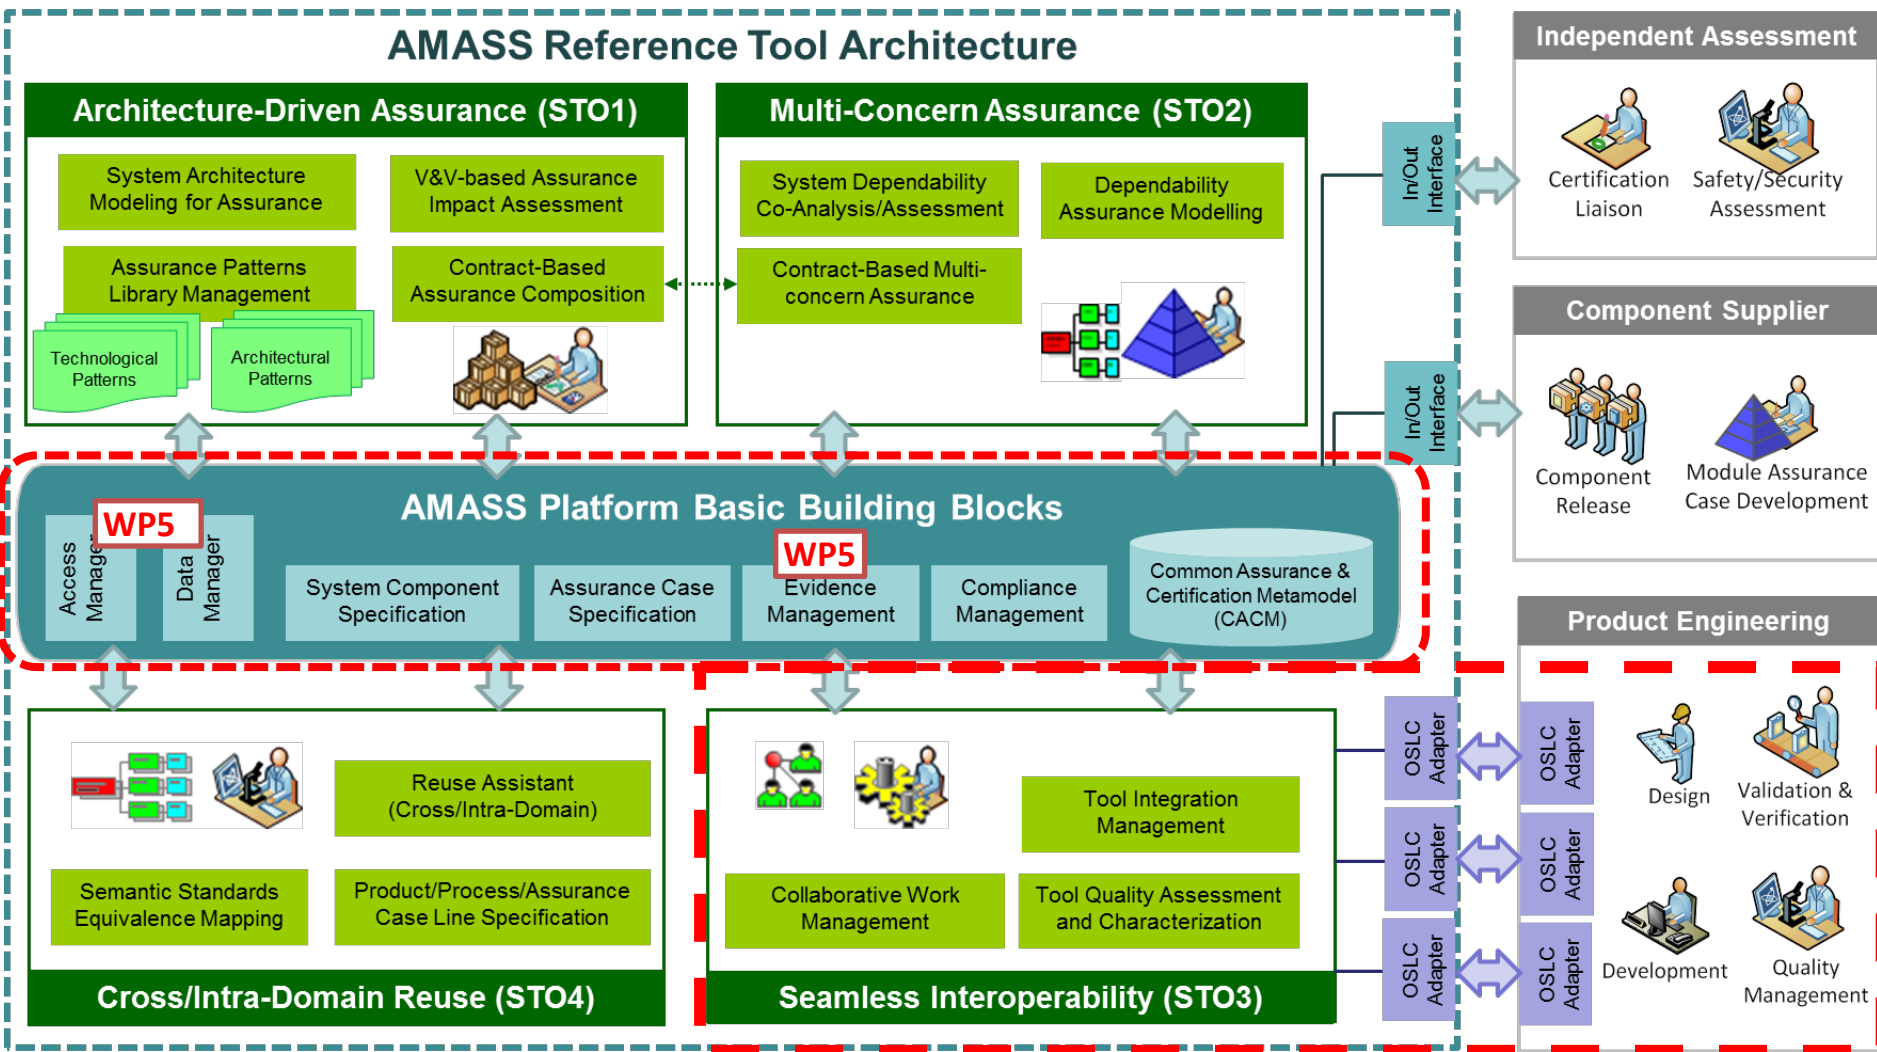 AMASS Reference Tool Architecture
Architecture-Driven Assurance (STO1)
System Architecture
Modeling for Assurance
V&V-based Assurance
Impact Assessment
Assurance Patterns
Library Management
Contract-Based
Assurance Composition
Technological
Patterns
Architectural
Patterns
Multi-Concern Assurance (STO2)
System Dependability
Co-Analysis/Assessment
Dependability
Assurance Modelling
Contract-Based Multi-
concern Assurance
In/Out
Interface
In/Out
Interface
Independent Assessment
Certification
Liaison
Safety/Security
Assessment
Component Supplier
Component
Release
Module Assurance
Case Development
AMASS Platform Basic Building Blocks
WP5
WP5
Access
Manager
Data
Manager
System Component
Specification
Assurance Case
Specification
Evidence
Management
Compliance
Management
Common Assurance &
Certification Metamodel
(CACM)
Reuse Assistant
(Cross/Intra-Domain)
Semantic Standards
Equivalence Mapping
Product/Process/Assurance
Case Line Specification
Cross/Intra-Domain Reuse (STO4)
Tool Integration
Management
Collaborative Work
Management
Tool Quality Assessment
and Characterization
Seamless Interoperability (STO3)
OSLC
Adapter
OSLC
Adapter
OSLC
Adapter
OSLC
Adapter
OSLC
Adapter
OSLC
Adapter
Product Engineering
Design
Validation &
Verification
Development
Quality
Management